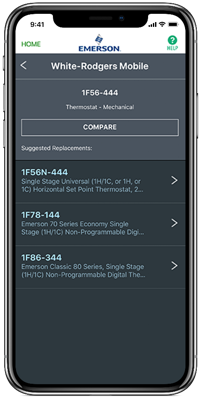 9:41
HOME
EMERSON.
?
HELP
< White-Rodgers Mobile
1F56-444
Thermostat - Mechanical
COMPARE
Suggested Replacements:
1F56N-444
Single Stage Universal (1H/1C, or 1H, or
1C) Horizontal Set Point Thermostat, 2...
1F78-144
Emerson 70 Series Economy Single
Stage (1H/1C) Non-Programmable Digi...
1F86-344
Emerson Classic 80 Series, Single Stage
(1H/1C) Non-Programmable Digital The...